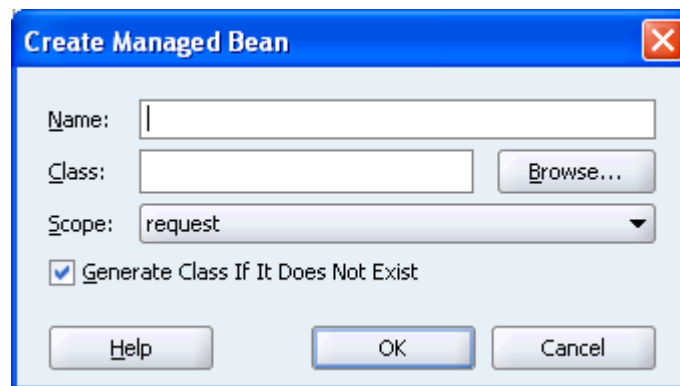 Create Managed Bean
Name:
Class:
Browse...
Scope: request
Generate Class If It Does Not Exist
Help OK Cancel